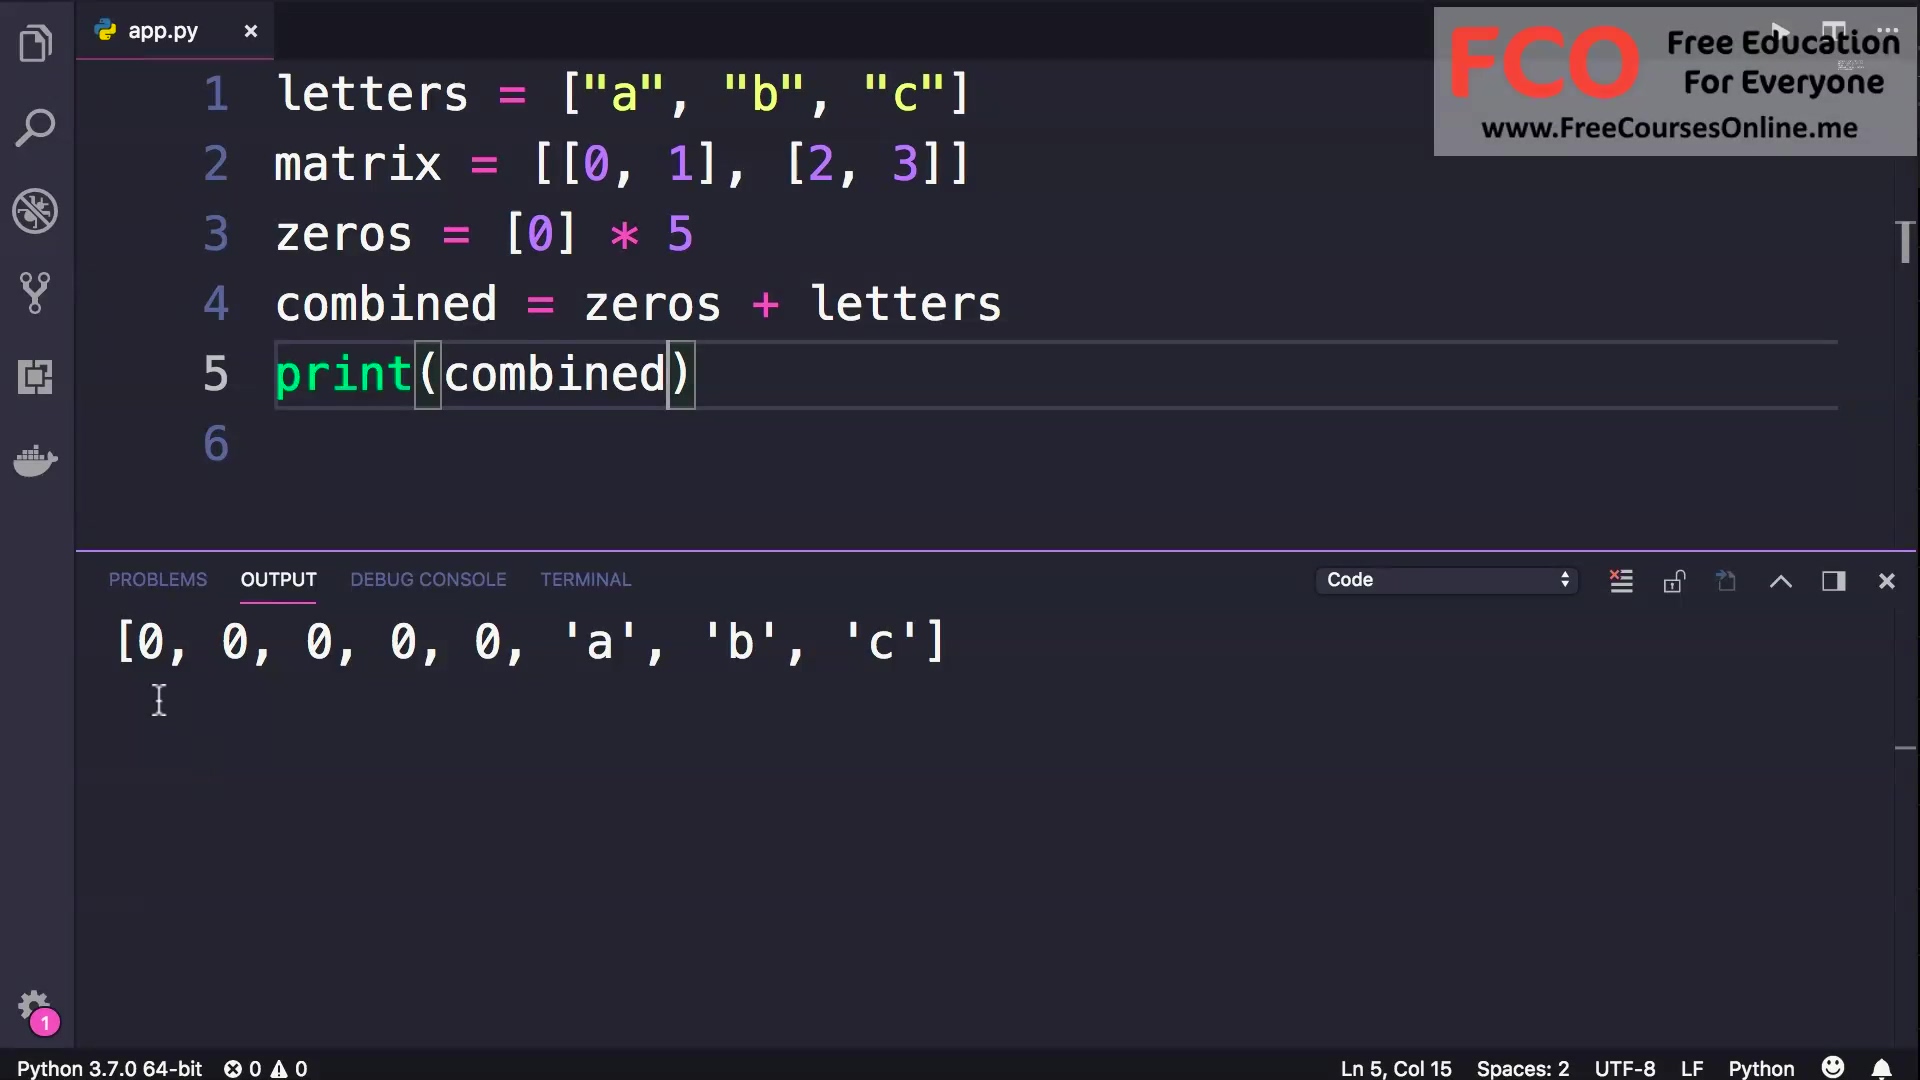 app.py
FCO Free Education
For Everyone
www.FreeCoursesOnline.me
1 letters = ["a", "b", "c"]
2 matrix = [[0, 1], [2, 3]]
3 zeros = [0] * 5
4 combined = zeros + letters
5 print(combined)
6
PROBLEMS OUTPUT DEBUG CONSOLE TERMINAL Code
[0, 0, 0, 0, 0, 'a', 'b', 'c']
1
Python 3.7.0 64-bit 0 0 Ln 5, Col 15 Spaces: 2 UTF-8 LF Python